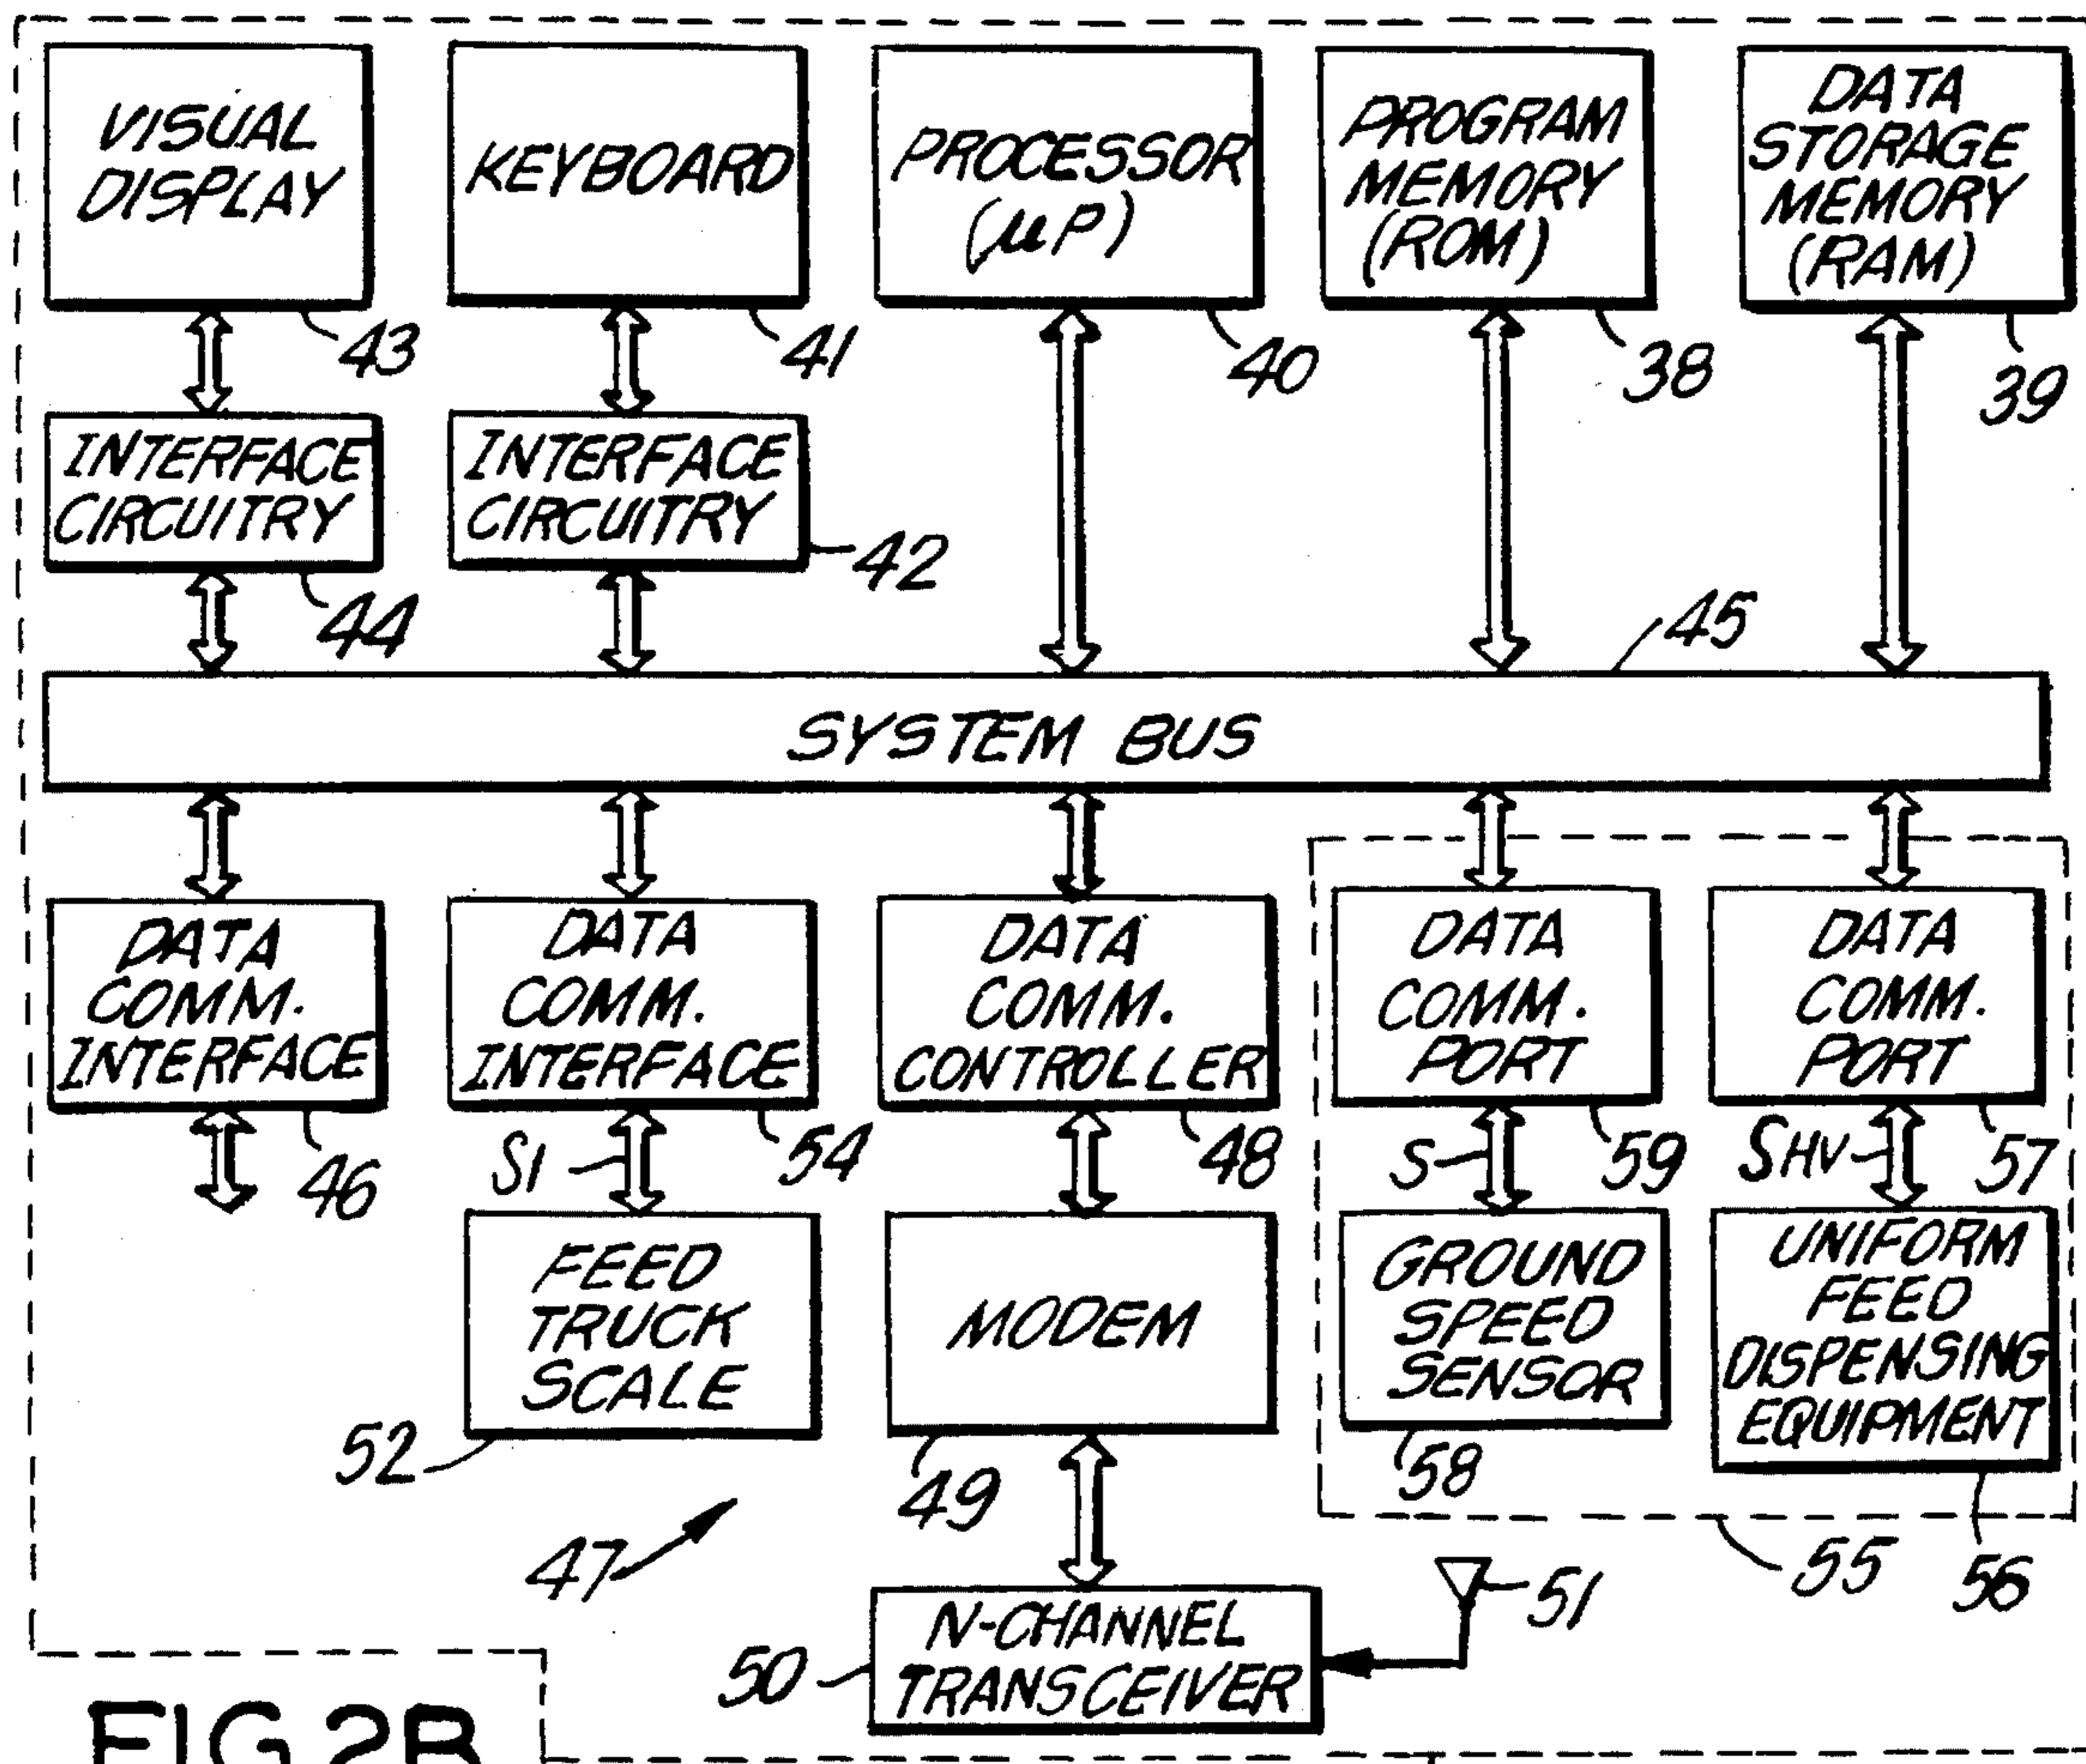 VISUAL
DISPLAY
KEYBOARD
PROCESSOR
(μP)
PROGRAM
MEMORY
(ROM)
DATA
STORAGE
MEMORY
(RAM)
43
41
40
38
39
INTERFACE
CIRCUITRY
INTERFACE
CIRCUITRY
42
44
45
SYSTEM BUS
DATA
COMM.
INTERFACE
DATA
COMM.
INTERFACE
DATA
COMM.
CONTROLLER
DATA
COMM.
PORT
DATA
COMM.
PORT
46
S1
54
48
S
59
SHV
57
FEED
TRUCK
SCALE
MODEM
GROUND
SPEED
SENSOR
UNIFORM
FEED
DISPENSING
EQUIPMENT
52
49
58
47
55
56
51
N-CHANNEL
TRANSCEIVER
50
FIG. 2B